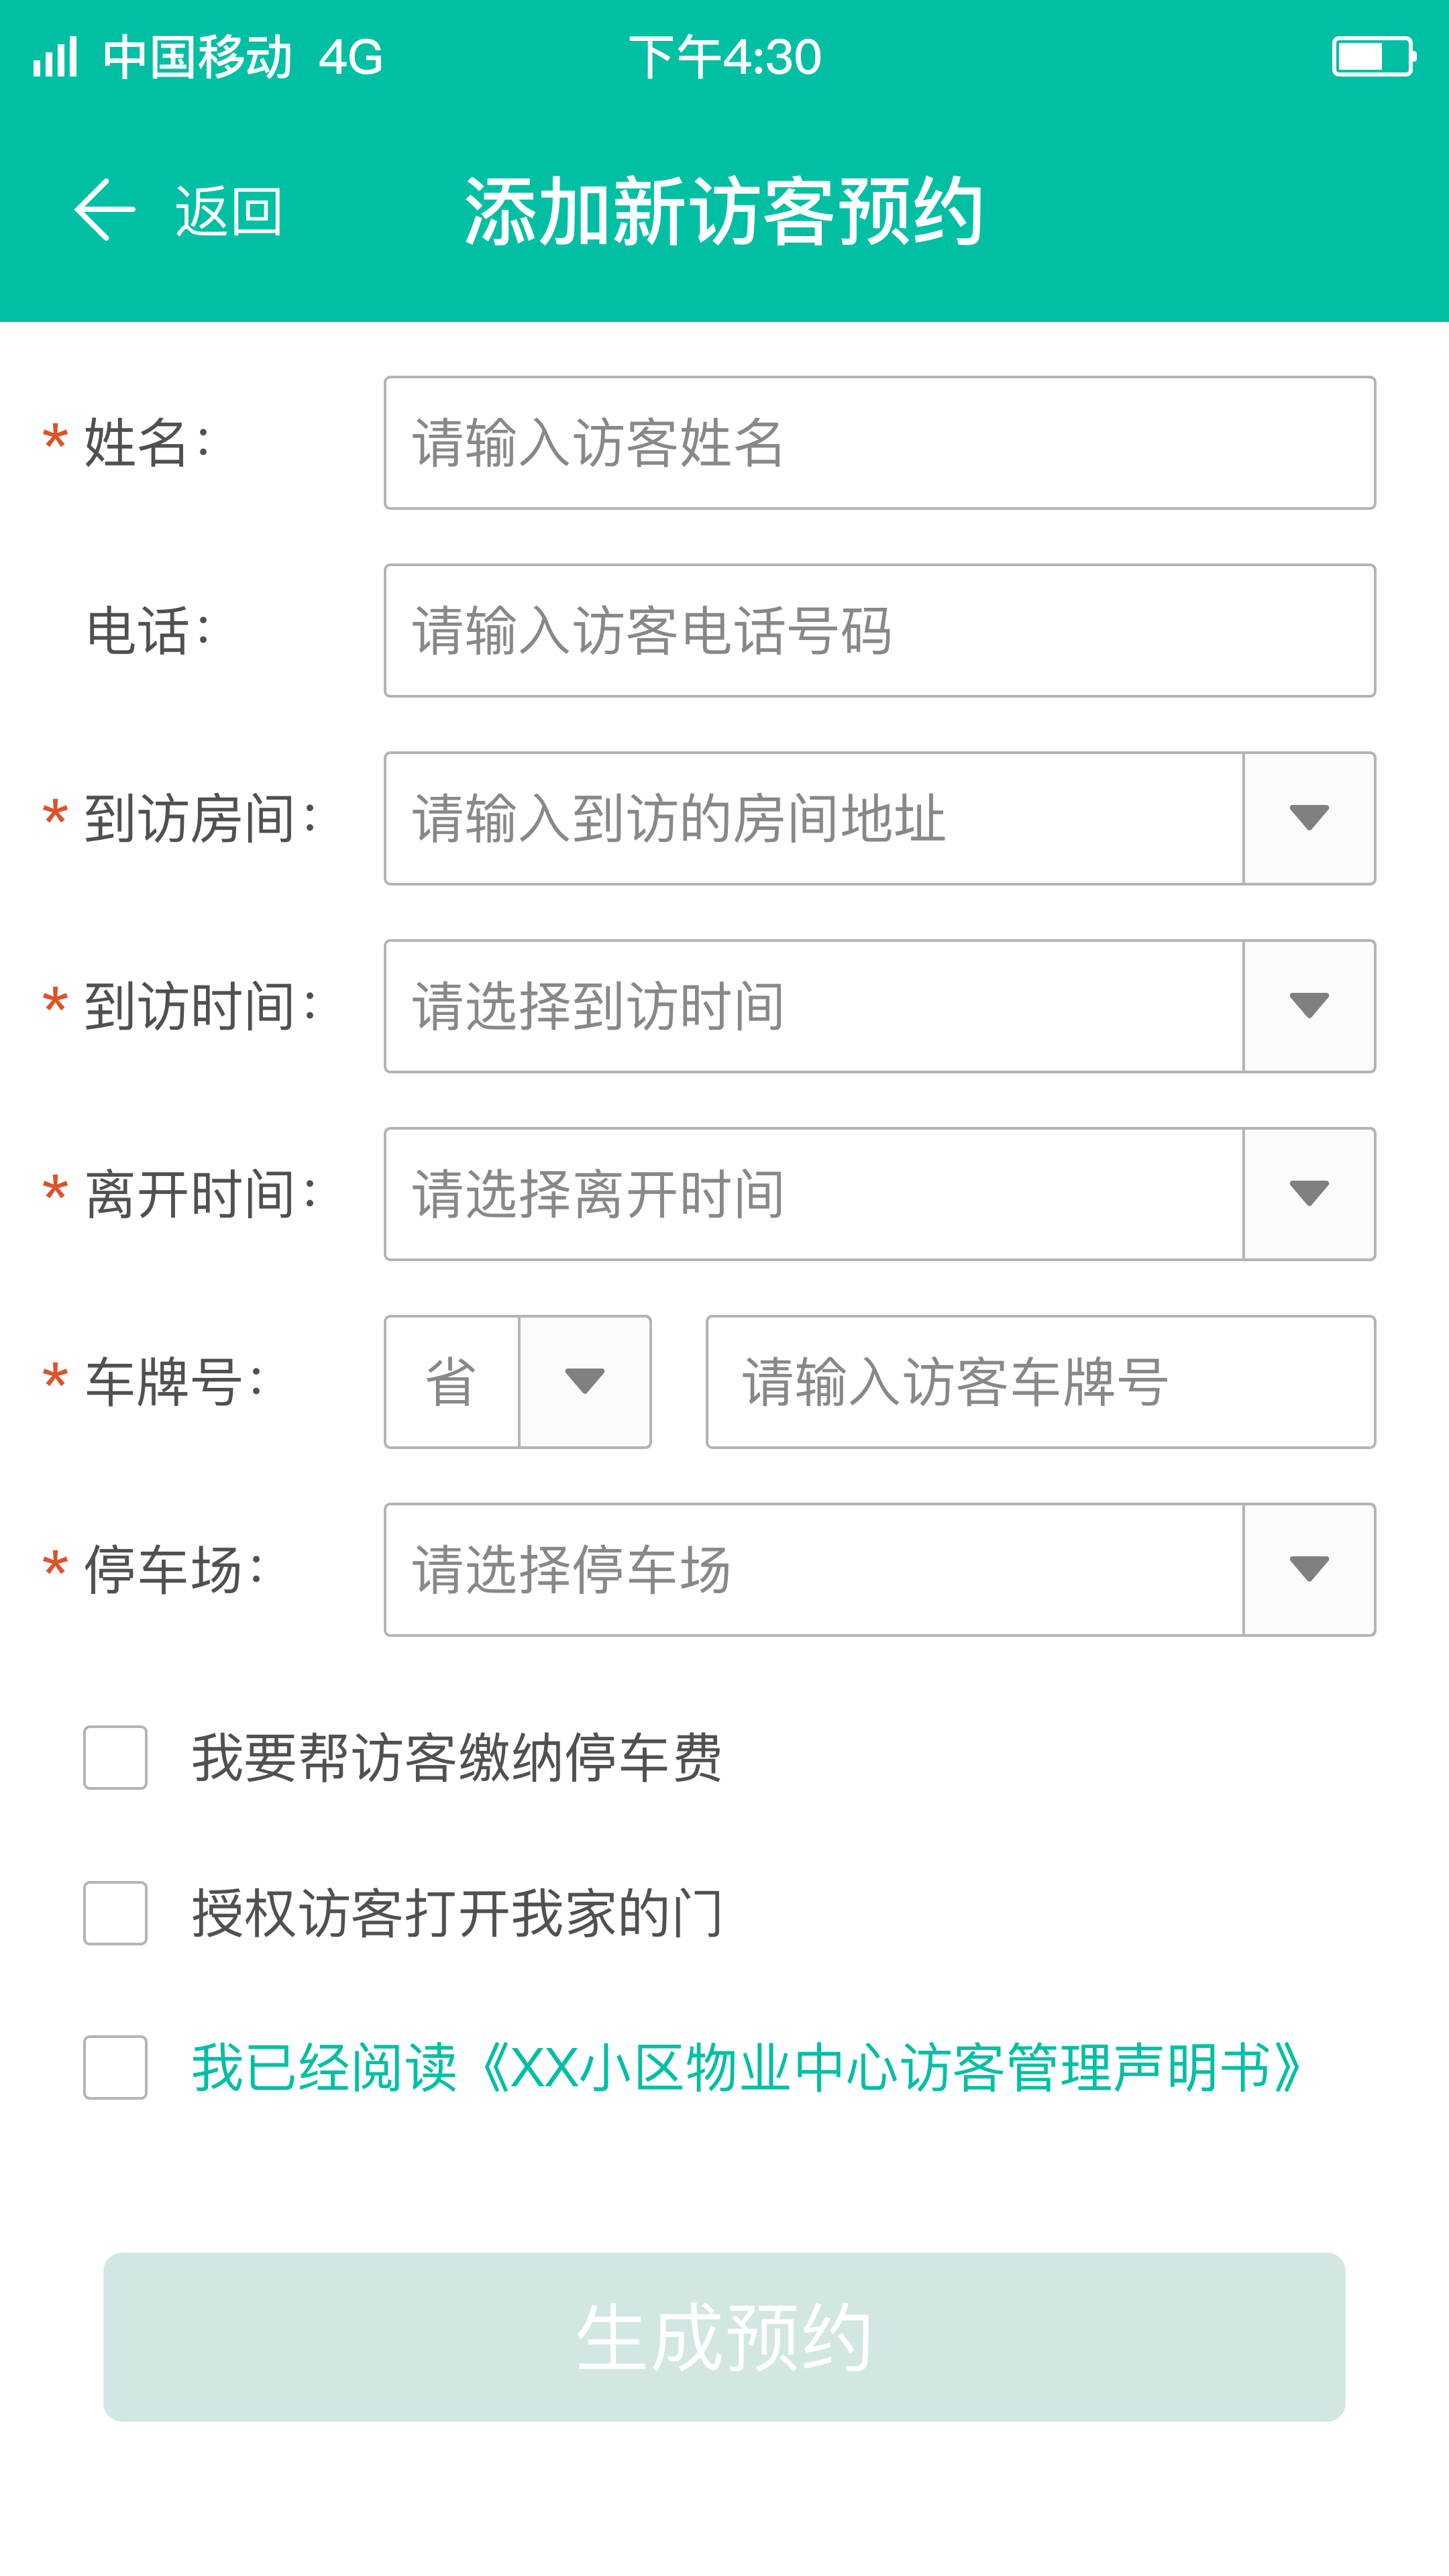 中国移动 4G 下午4:30
返回 添加新访客预约
* 姓名： 请输入访客姓名
电话： 请输入访客电话号码
* 到访房间： 请输入到访的房间地址
* 到访时间： 请选择到访时间
* 离开时间： 请选择离开时间
* 车牌号： 省 请输入访客车牌号
* 停车场： 请选择停车场
我要帮访客缴纳停车费
授权访客打开我家的门
我已经阅读《XX小区物业中心访客管理声明书》
生成预约